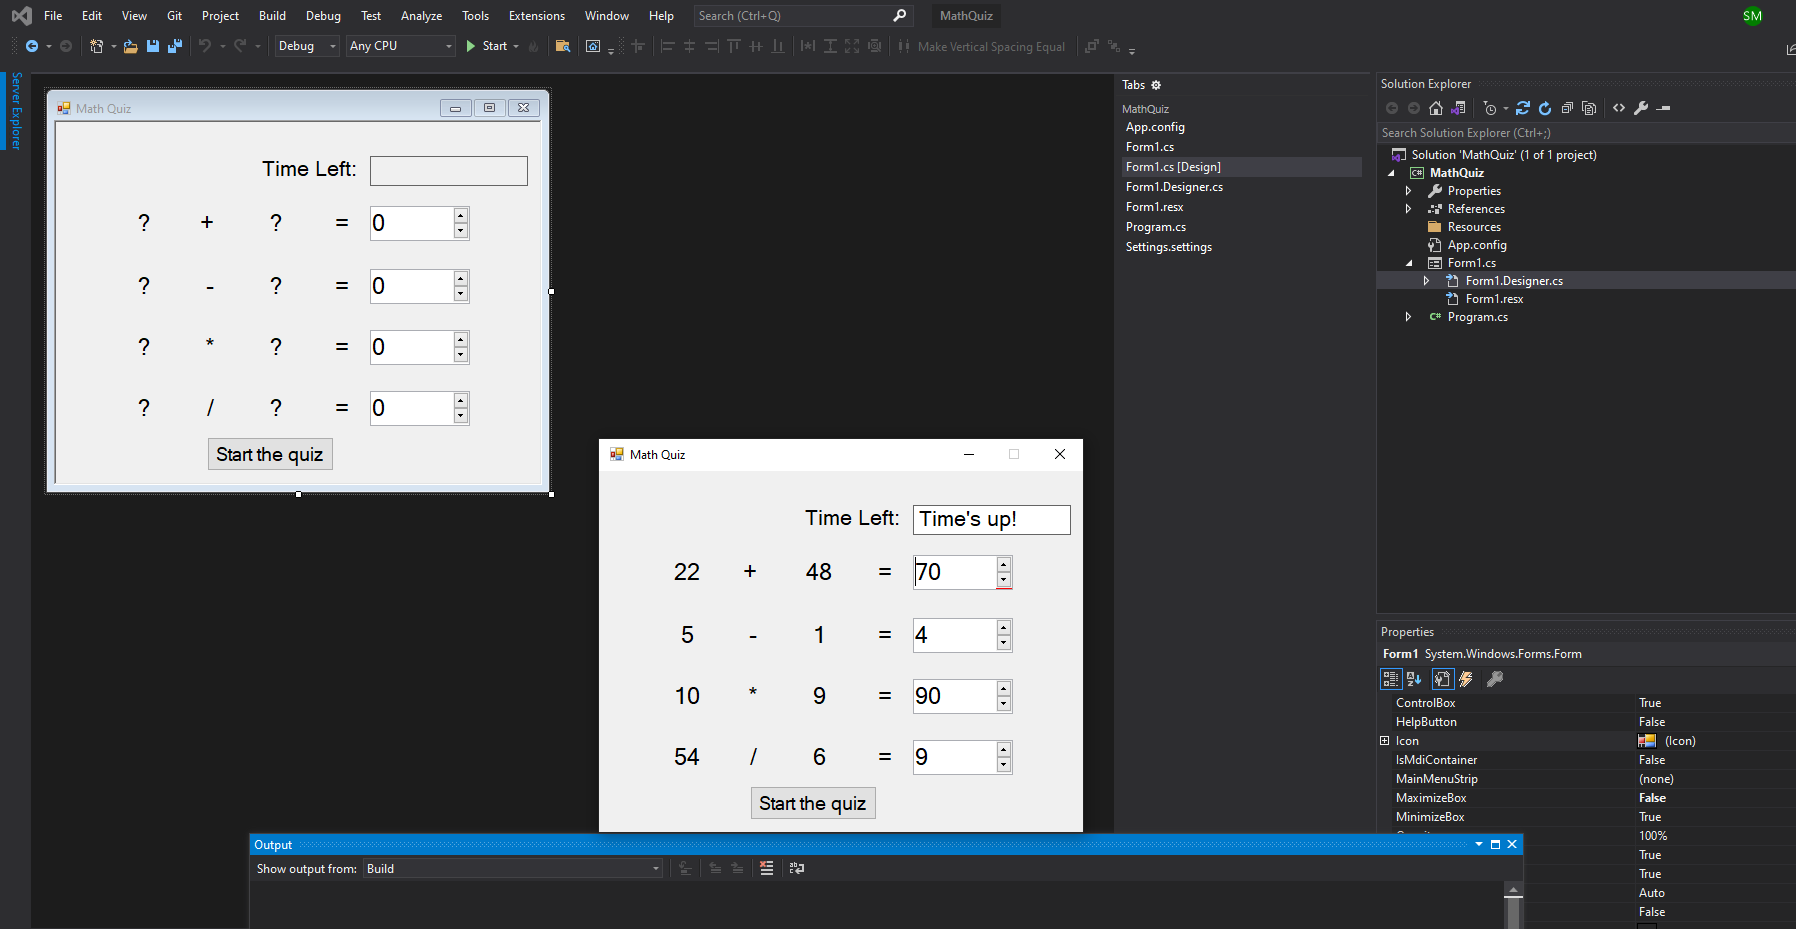 File Edit View Git Project Build Debug Test Analyze Tools Extensions Window Help Search (Ctrl+Q) MathQuiz SM
Debug Any CPU Start Make Vertical Spacing Equal
Server Explorer
Math Quiz
Time Left:
? + ? = 0
? - ? = 0
? * ? = 0
? / ? = 0
Start the quiz
Math Quiz
Time Left: Time's up!
22 + 48 = 70
5 - 1 = 4
10 * 9 = 90
54 / 6 = 9
Start the quiz
Tabs
MathQuiz
App.config
Form1.cs
Form1.cs [Design]
Form1.Designer.cs
Form1.resx
Program.cs
Settings.settings
Solution Explorer
Search Solution Explorer (Ctrl+;)
Solution 'MathQuiz' (1 of 1 project)
C# MathQuiz
Properties
References
Resources
App.config
Form1.cs
Form1.Designer.cs
Form1.resx
C# Program.cs
Properties
Form1 System.Windows.Forms.Form
ControlBox True
HelpButton False
Icon (Icon)
IsMdiContainer False
MainMenuStrip (none)
MaximizeBox False
MinimizeBox True
100%
True
True
Auto
False
Output
Show output from: Build